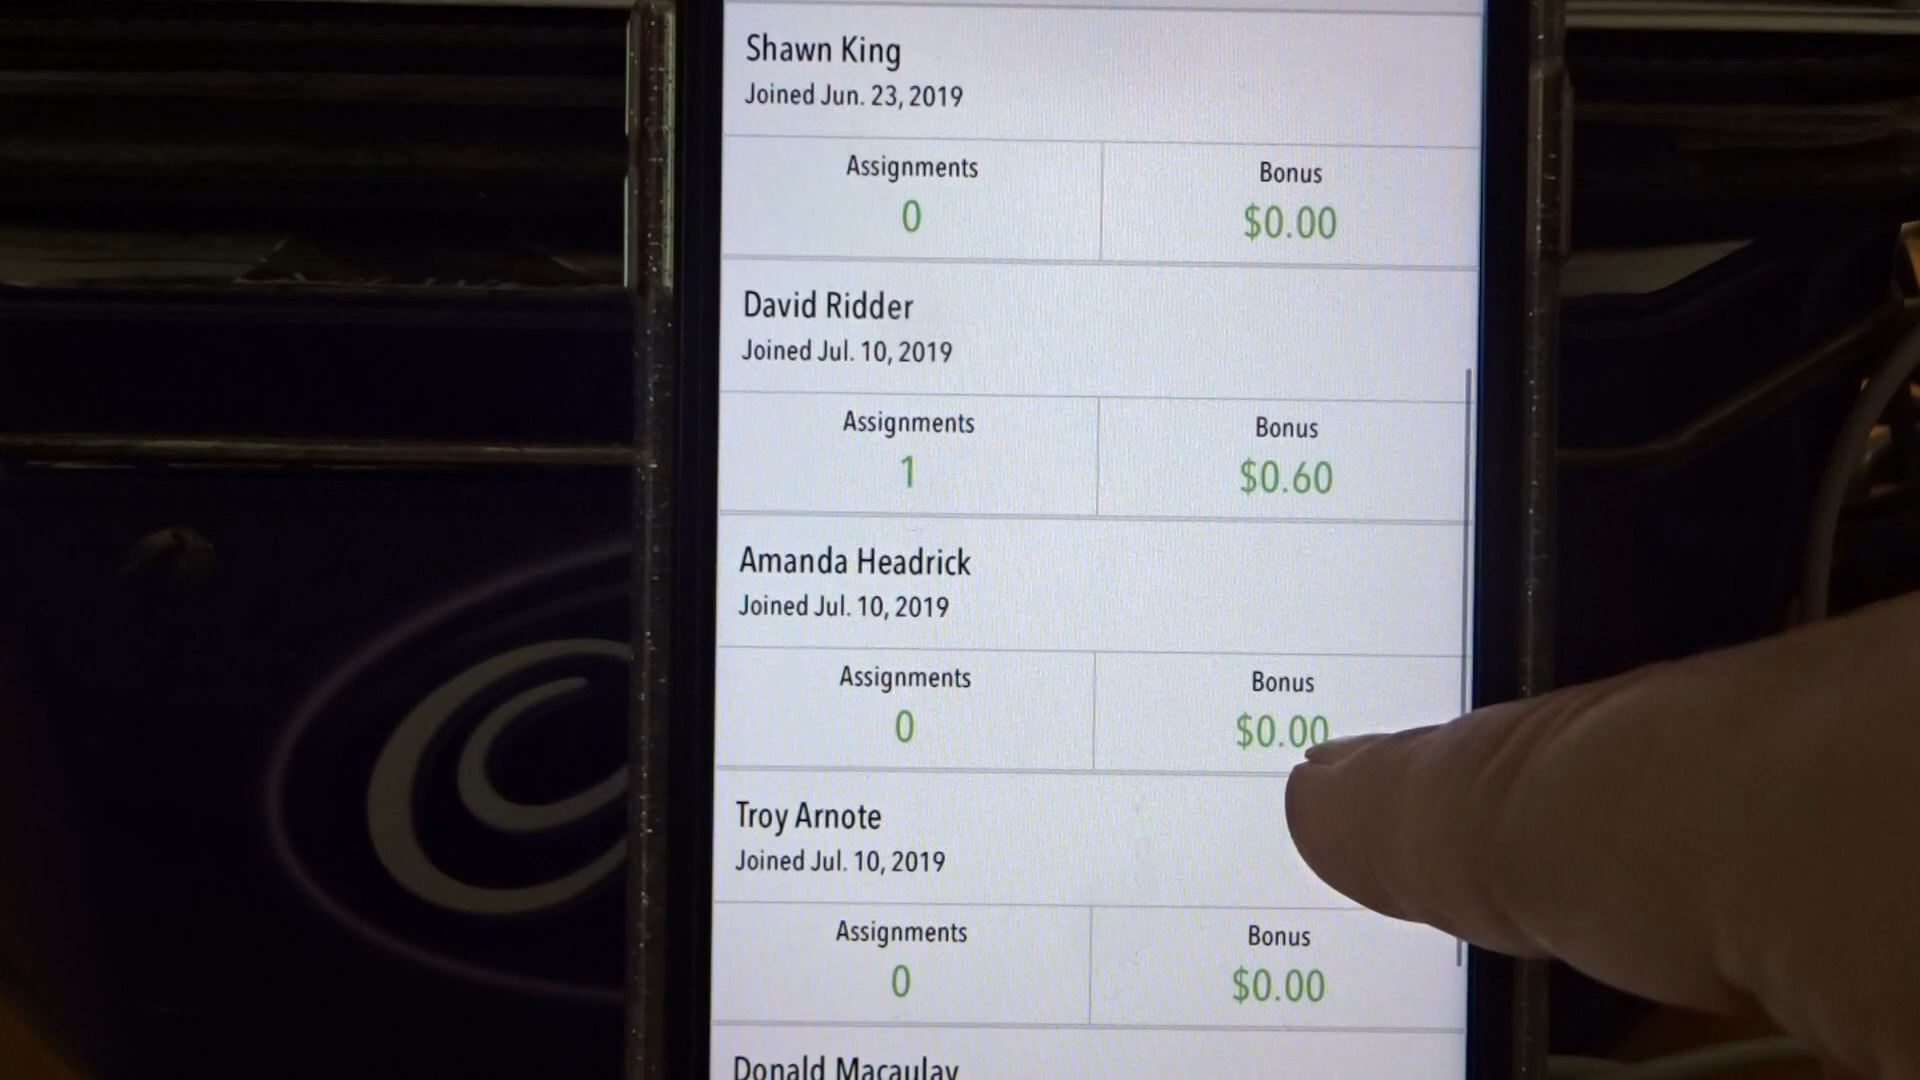 Shawn King
Joined Jun. 23, 2019
Assignments
Bonus
0
$0.00
David Ridder
Joined Jul. 10, 2019
Assignments
Bonus
1
$0.60
Amanda Headrick
Joined Jul. 10, 2019
Assignments
Bonus
0
$0.00
Troy Arnote
Joined Jul. 10, 2019
Assignments
Bonus
0
$0.00
Donald Macaulay